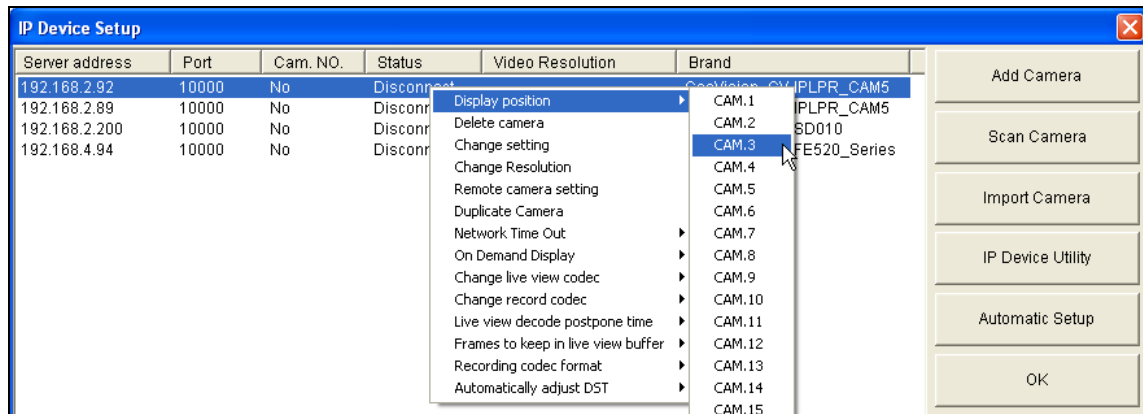 IP Device Setup
Server address Port Cam. NO. Status Video Resolution Brand
192.168.2.92 10000 No Disconnect IPLPR_CAM5
192.168.2.89 10000 No IPLPR_CAM5
192.168.2.200 10000 No SD010
192.168.4.94 10000 No FE520_Series
Display position
Delete camera
Change setting
Change Resolution
Remote camera setting
Duplicate Camera
Network Time Out
On Demand Display
Change live view codec
Change record codec
Live view decode postpone time
Frames to keep in live view buffer
Recording codec format
Automatically adjust DST
CAM.1
CAM.2
CAM.3
CAM.4
CAM.5
CAM.6
CAM.7
CAM.8
CAM.9
CAM.10
CAM.11
CAM.12
CAM.13
CAM.14
CAM.15
Add Camera
Scan Camera
Import Camera
IP Device Utility
Automatic Setup
OK